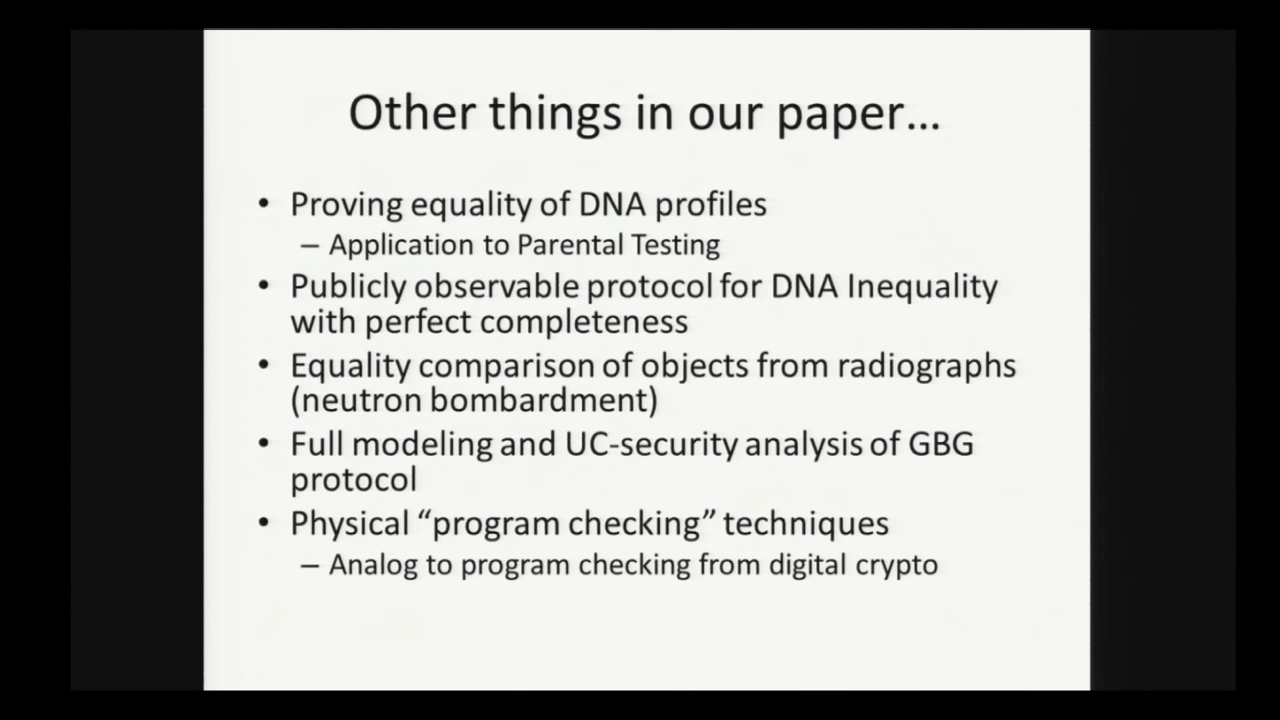 Other things in our paper...
• Proving equality of DNA profiles
– Application to Parental Testing
• Publicly observable protocol for DNA Inequality
with perfect completeness
• Equality comparison of objects from radiographs
(neutron bombardment)
• Full modeling and UC-security analysis of GBG
protocol
• Physical “program checking” techniques
– Analog to program checking from digital crypto